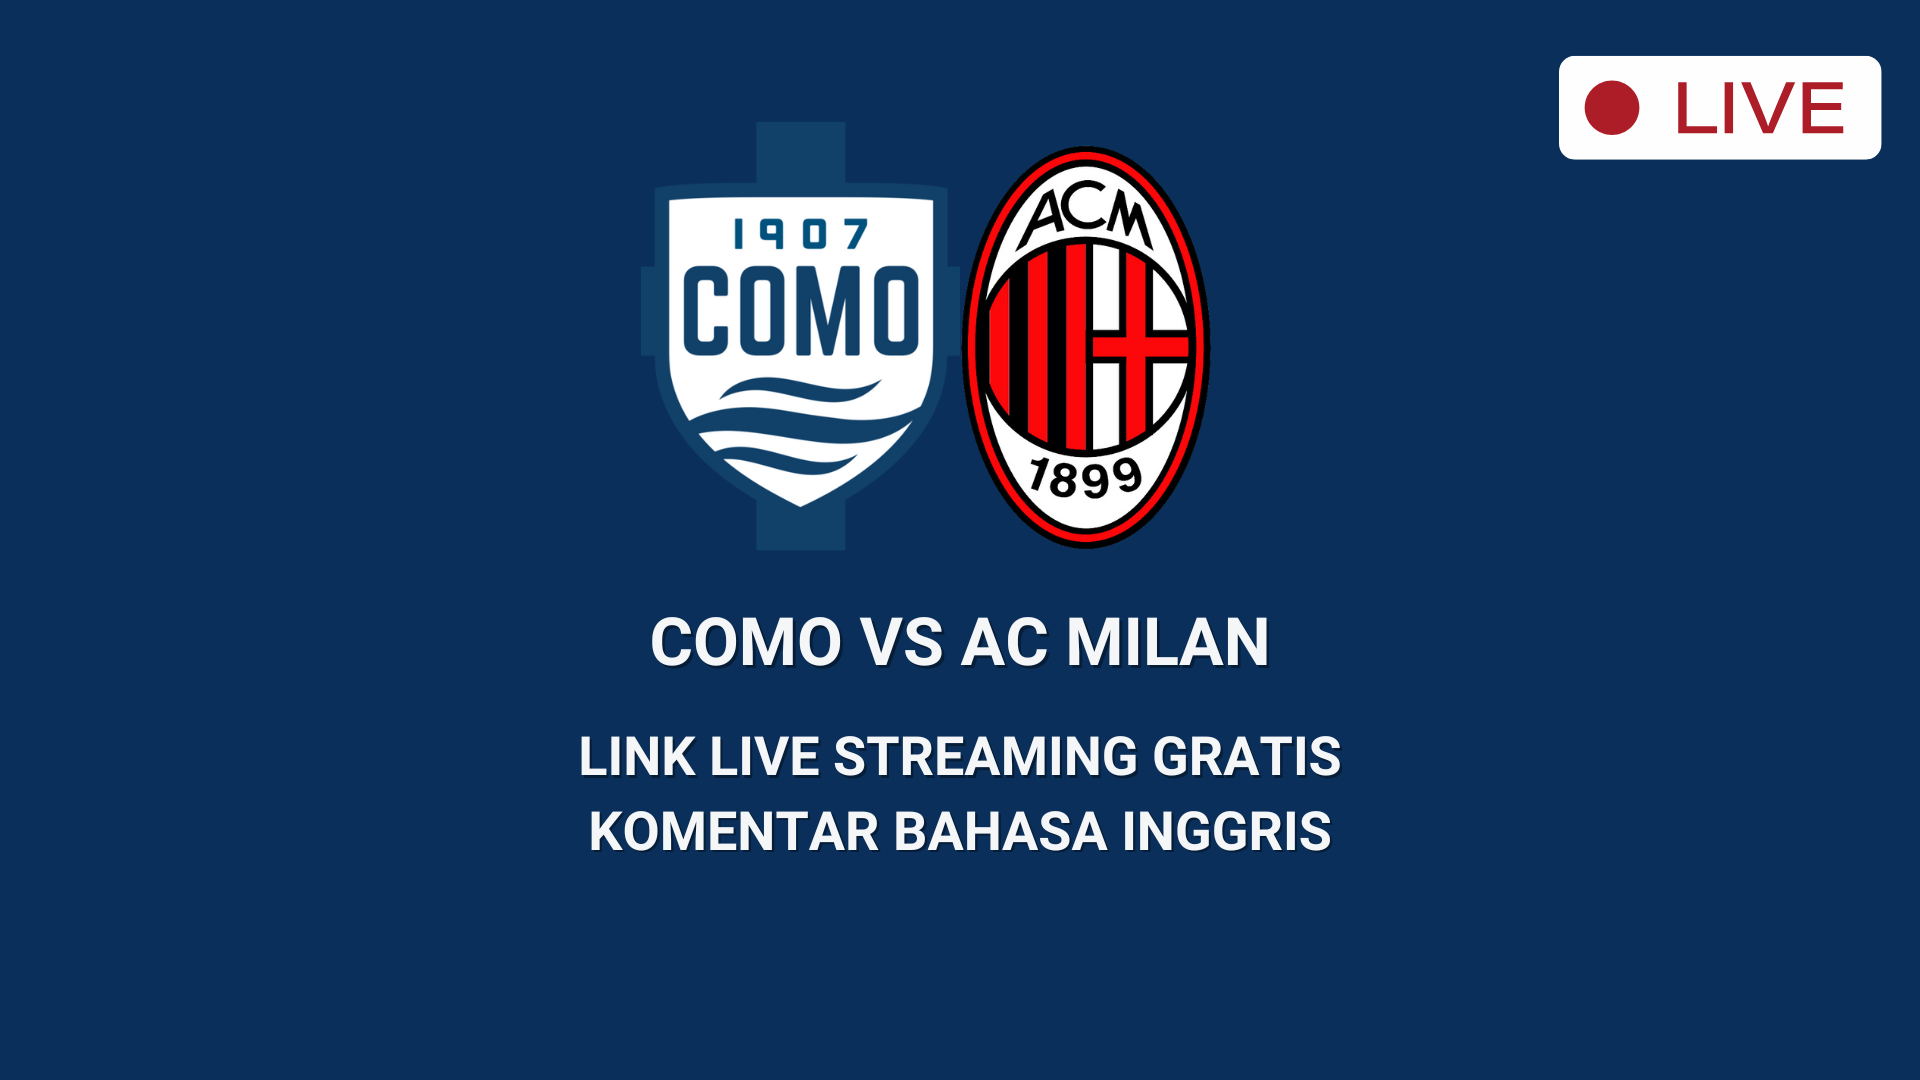 LIVE
1907
COMO
ACM
1899
COMO VS AC MILAN
LINK LIVE STREAMING GRATIS
KOMENTAR BAHASA INGGRIS